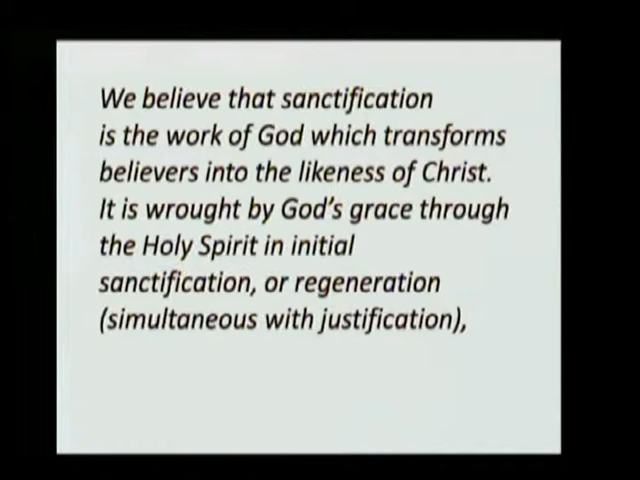 We believe that sanctification
is the work of God which transforms
believers into the likeness of Christ.
It is wrought by God's grace through
the Holy Spirit in initial
sanctification, or regeneration
(simultaneous with justification),